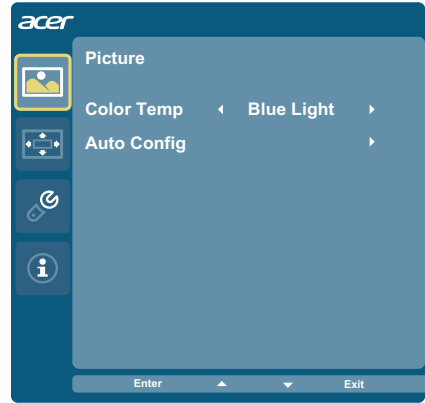 acer
Picture
Color Temp Blue Light
Auto Config
Enter Exit